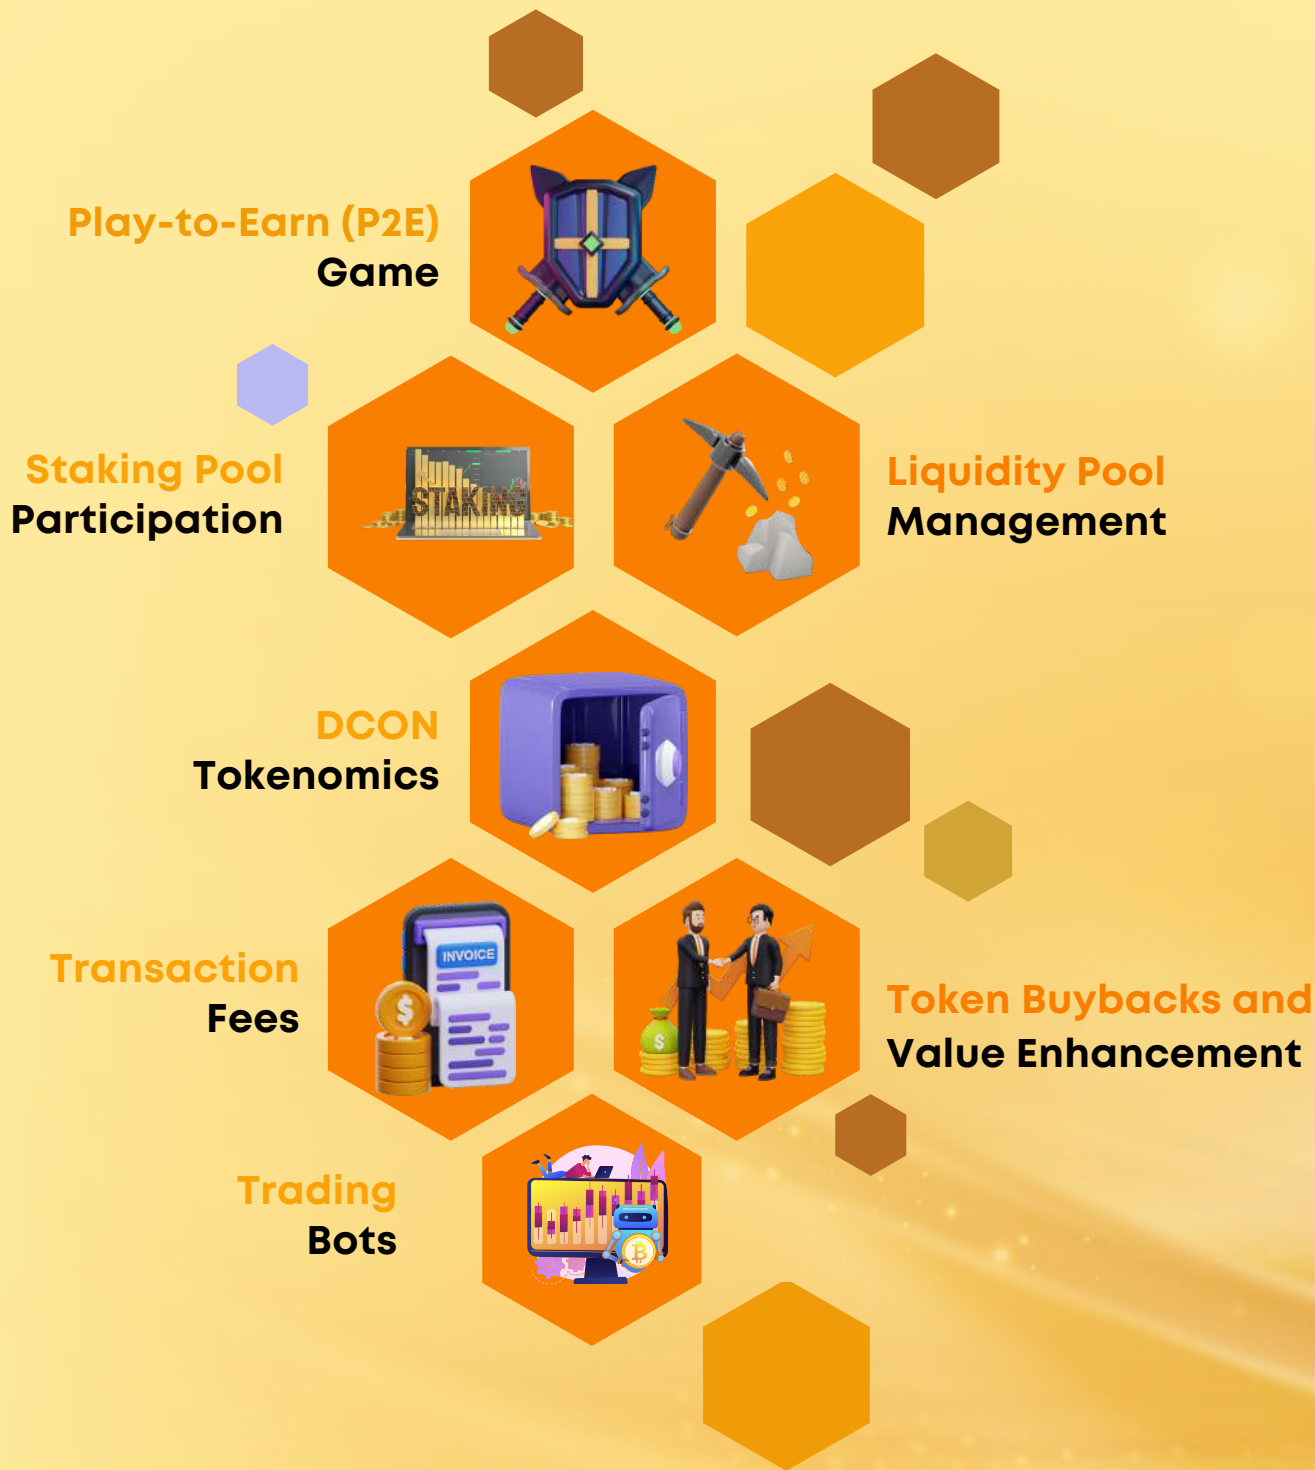 Play-to-Earn (P2E)
Game
Staking Pool
Participation
STAKING
Liquidity Pool
Management
DCON
Tokenomics
Transaction
Fees
INVOICE
$
Token Buybacks and
Value Enhancement
$
Trading
Bots